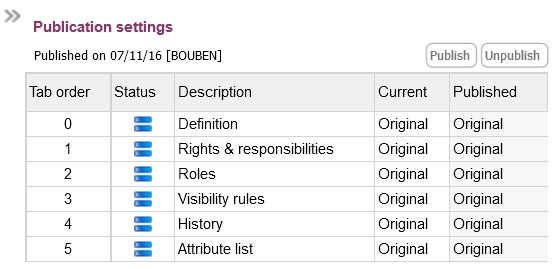 Publication settings
Published on 07/11/16 [BOUBEN] Publish Unpublish
Tab order Status Description Current Published
0 Definition Original Original
1 Rights & responsibilities Original Original
2 Roles Original Original
3 Visibility rules Original Original
4 History Original Original
5 Attribute list Original Original